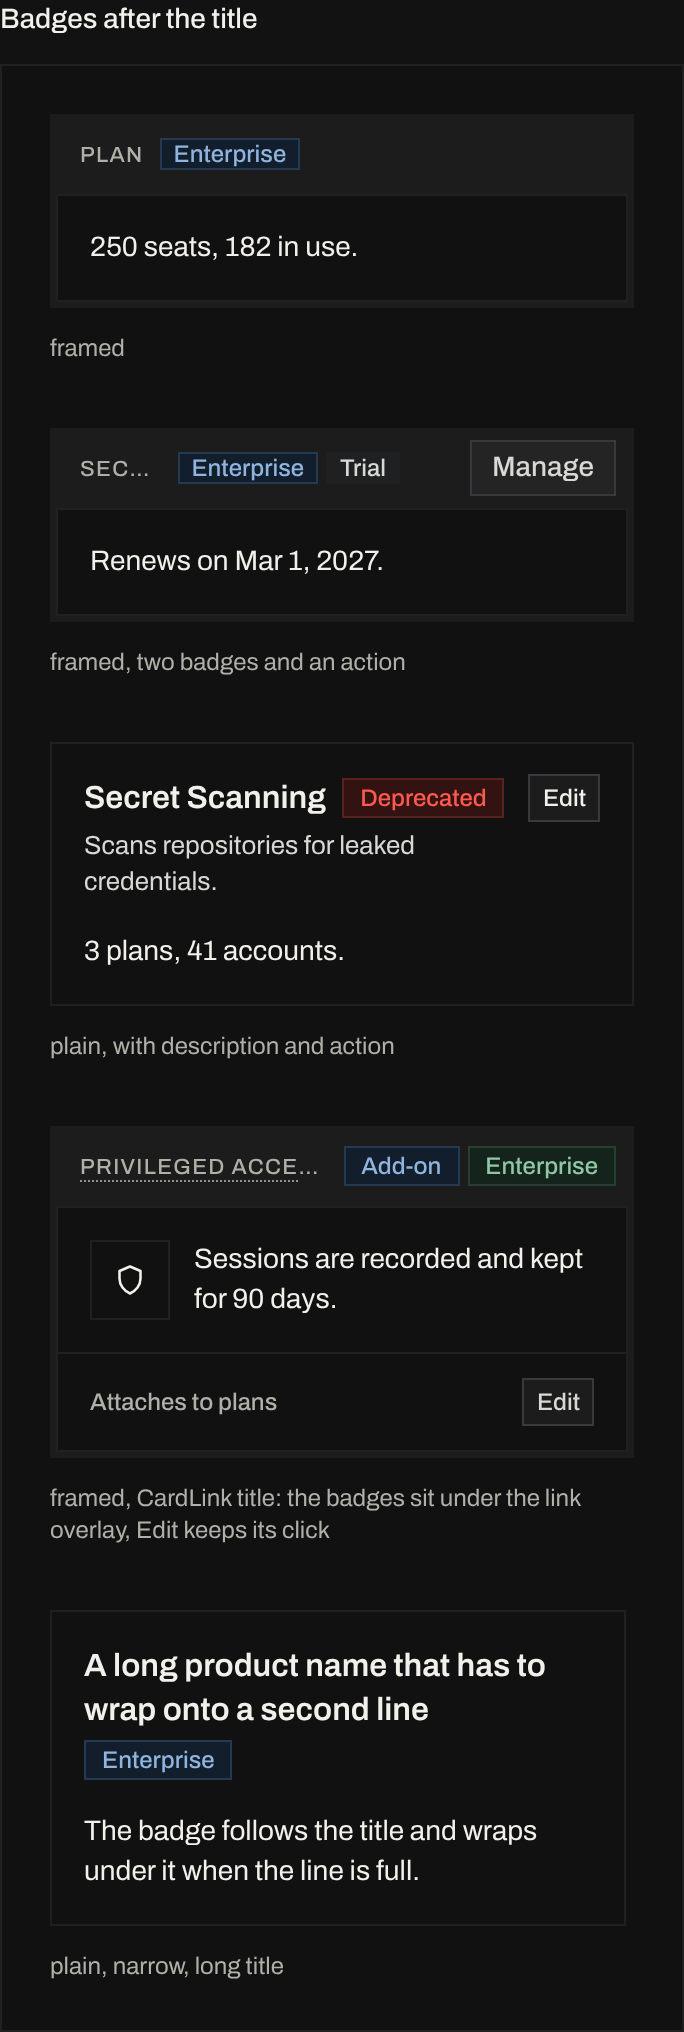 Badges after the title
PLAN Enterprise
250 seats, 182 in use.
framed
SEC... Enterprise Trial Manage
Renews on Mar 1, 2027.
framed, two badges and an action
Secret Scanning Deprecated Edit
Scans repositories for leaked
credentials.
3 plans, 41 accounts.
plain, with description and action
PRIVILEGED ACCE... Add-on Enterprise
Sessions are recorded and kept
for 90 days.
Attaches to plans Edit
framed, CardLink title: the badges sit under the link
overlay, Edit keeps its click
A long product name that has to
wrap onto a second line
Enterprise
The badge follows the title and wraps
under it when the line is full.
plain, narrow, long title